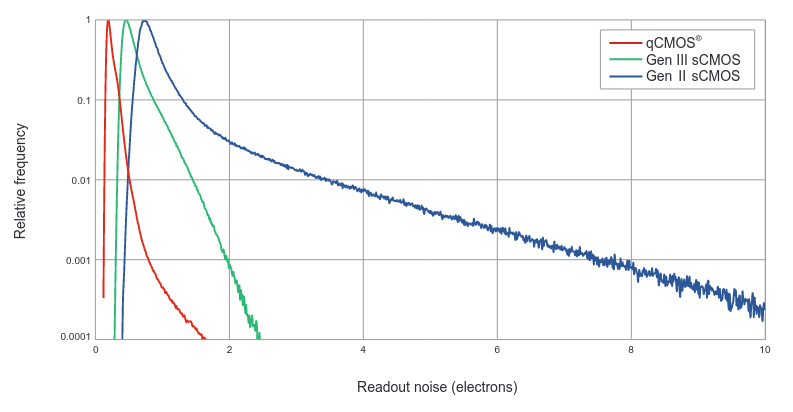 1
0.1
0.01
0.001
0.0001
0
2
4
6
8
10
Relative frequency
Readout noise (electrons)
qCMOS®
Gen III sCMOS
Gen II sCMOS